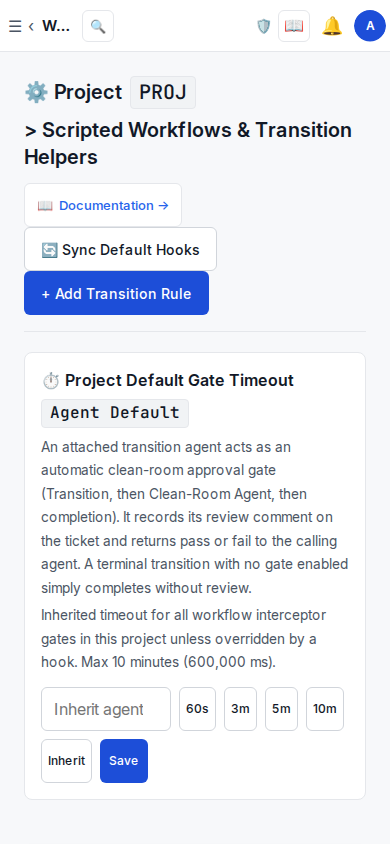 W...
A
Project PROJ
> Scripted Workflows & Transition
Helpers
Documentation →
Sync Default Hooks
+ Add Transition Rule
Project Default Gate Timeout
Agent Default
An attached transition agent acts as an
automatic clean-room approval gate
(Transition, then Clean-Room Agent, then
completion). It records its review comment on
the ticket and returns pass or fail to the calling
agent. A terminal transition with no gate enabled
simply completes without review.
Inherited timeout for all workflow interceptor
gates in this project unless overridden by a
hook. Max 10 minutes (600,000 ms).
Inherit agent 60s 3m 5m 10m
Inherit Save